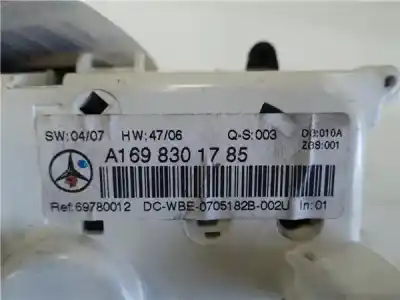 SW:04/07 HW:47/06 Q-S:003 DG:010A
ZGS:001
A169 830 17 85
Ref:69780012 DC-WBE-0705182B-002U In:01